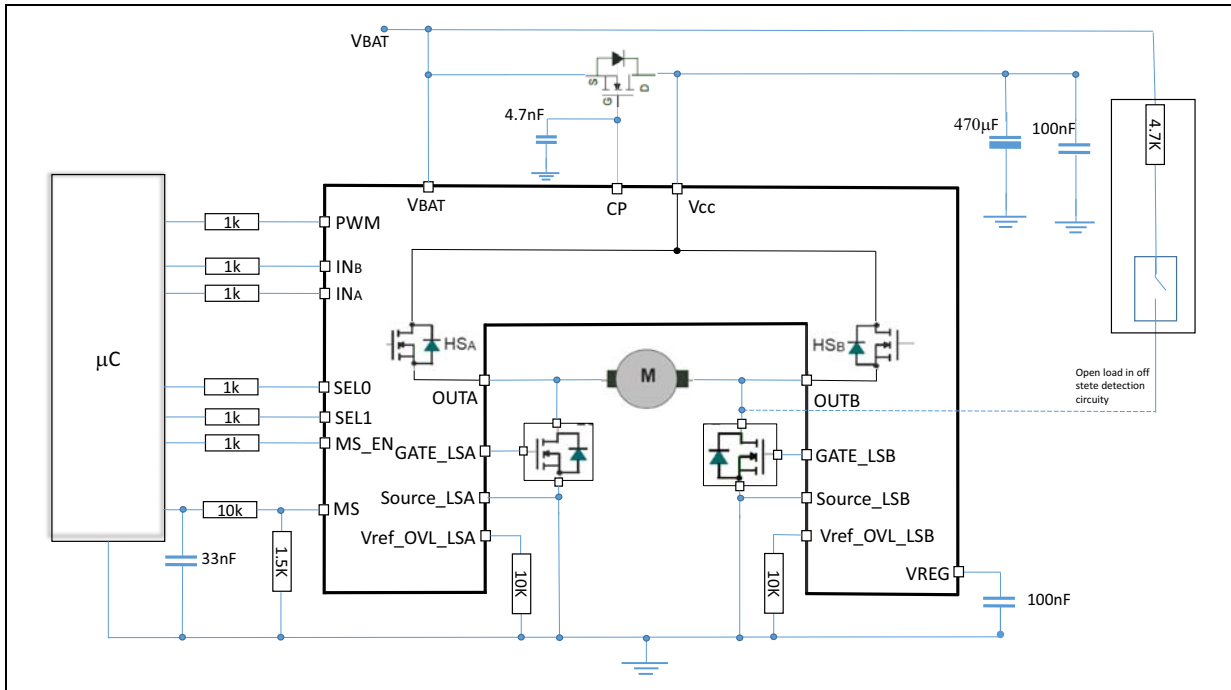 VBAT
S
D
G
4.7nF
470µF
100nF
4.7K
VBAT
CP
Vcc
µC
1k
PWM
1k
INB
1k
INA
HSA
HSB
M
1k
SEL0
OUTA
OUTB
Open load in off
stete detection
circuity
1k
SEL1
1k
MS_EN
GATE_LSA
GATE_LSB
Source_LSA
Source_LSB
10k
MS
Vref_OVL_LSA
Vref_OVL_LSB
33nF
1.5K
10K
10K
VREG
100nF